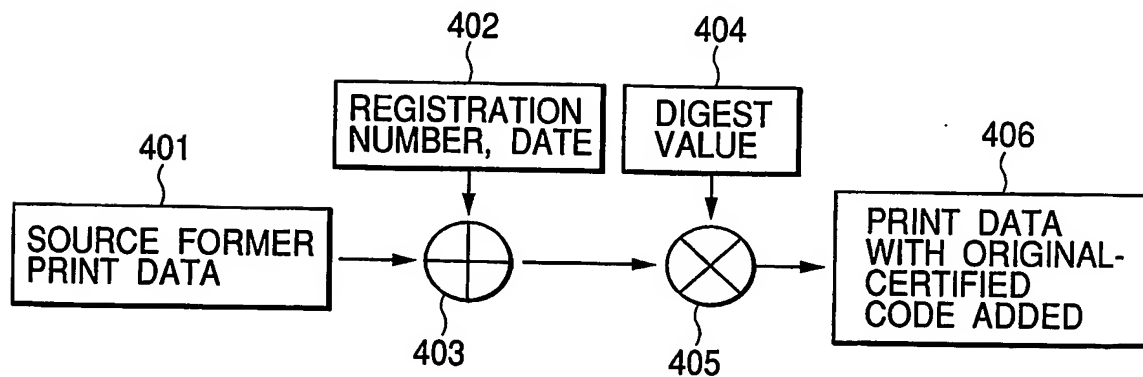 402
REGISTRATION
NUMBER, DATE
404
DIGEST
VALUE
401
SOURCE FORMER
PRINT DATA
403
405
406
PRINT DATA
WITH ORIGINAL-
CERTIFIED
CODE ADDED